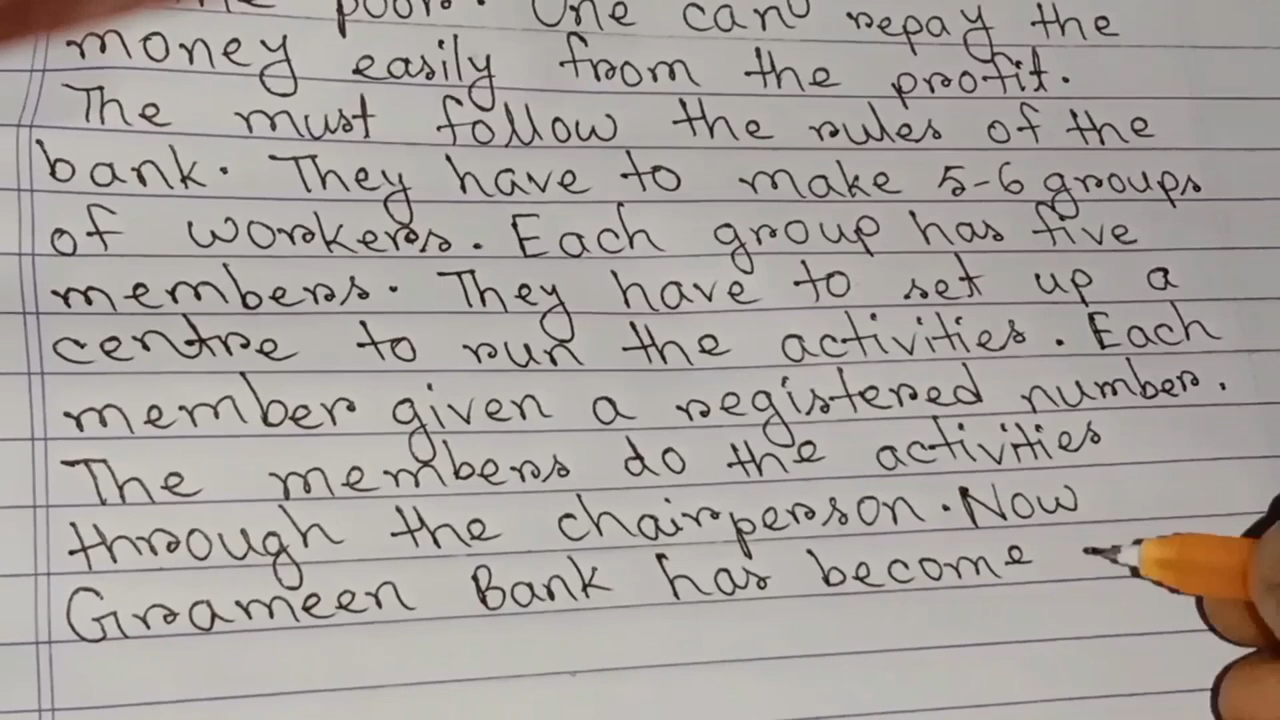 the poor. One can repay the
money easily from the profit.
The must follow the rules of the
bank. They have to make 5-6 groups
of workers. Each group has five
members. They have to set up a
centre to run the activities. Each
member given a registered number.
The members do the activities
through the chairperson. Now
Grameen Bank has become